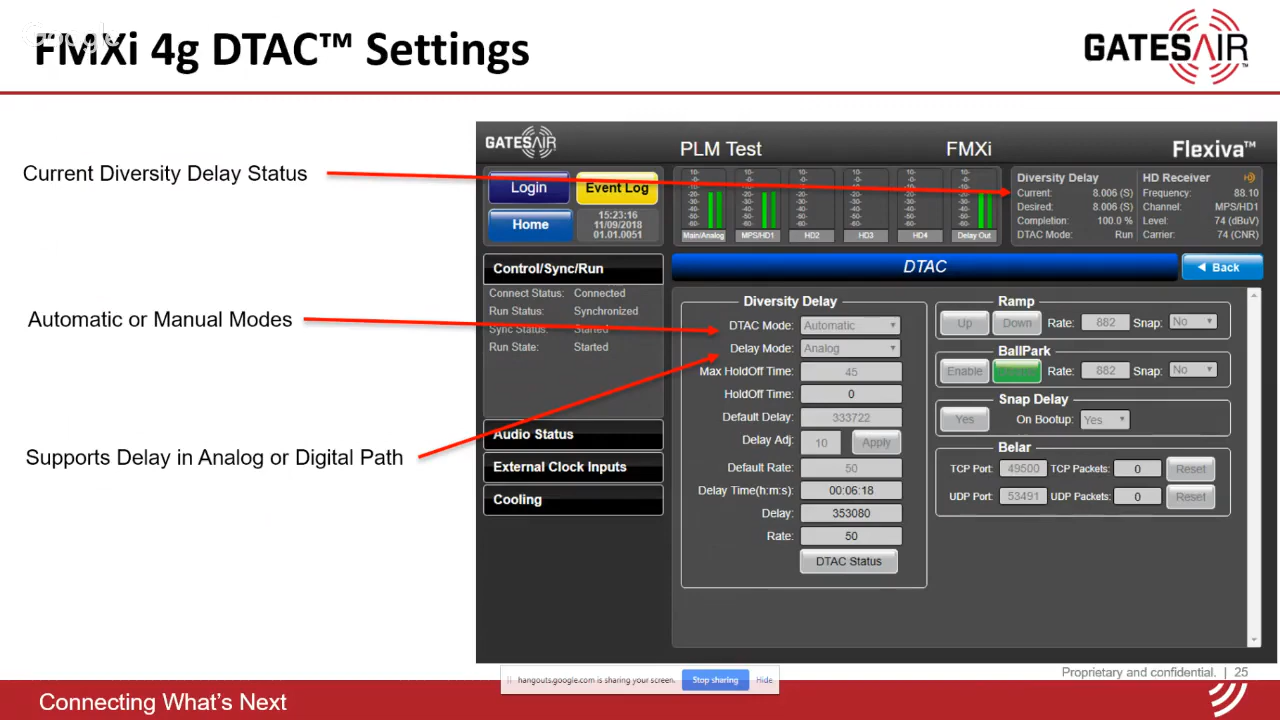 Google
FMXi 4g DTAC™ Settings
GATESAIR™
Current Diversity Delay Status
Automatic or Manual Modes
Supports Delay in Analog or Digital Path
GATESAIR
PLM Test
FMXi
Flexiva™
Login
Event Log
Home
15:23:16
11/09/2018
01.01.0051
Main/Analog
MPS/HD1
HD2
HD3
HD4
Delay Out
Diversity Delay
Current: 8.006 (S)
Desired: 8.006 (S)
Completion: 100.0 %
DTAC Mode: Run
HD Receiver
Frequency: 88.10
Channel: MPS/HD1
Level: 74 (dBuV)
Carrier: 74 (CNR)
Control/Sync/Run
Connect Status: Connected
Run Status: Synchronized
Sync Status: Started
Run State: Started
Audio Status
External Clock Inputs
Cooling
DTAC
Back
Diversity Delay
DTAC Mode: Automatic
Delay Mode: Analog
Max HoldOff Time: 45
HoldOff Time: 0
Default Delay: 333722
Delay Adj: 10 Apply
Default Rate: 50
Delay Time(h:m:s): 00:06:18
Delay: 353080
Rate: 50
DTAC Status
Ramp
Up Down Rate: 882 Snap: No
BallPark
Enable Rate: 882 Snap: No
Snap Delay
Yes On Bootup: Yes
Belar
TCP Port: 49500 TCP Packets: 0 Reset
UDP Port: 53491 UDP Packets: 0 Reset
hangouts.google.com is sharing your screen. Stop sharing Hide
Proprietary and confidential. | 25
Connecting What's Next